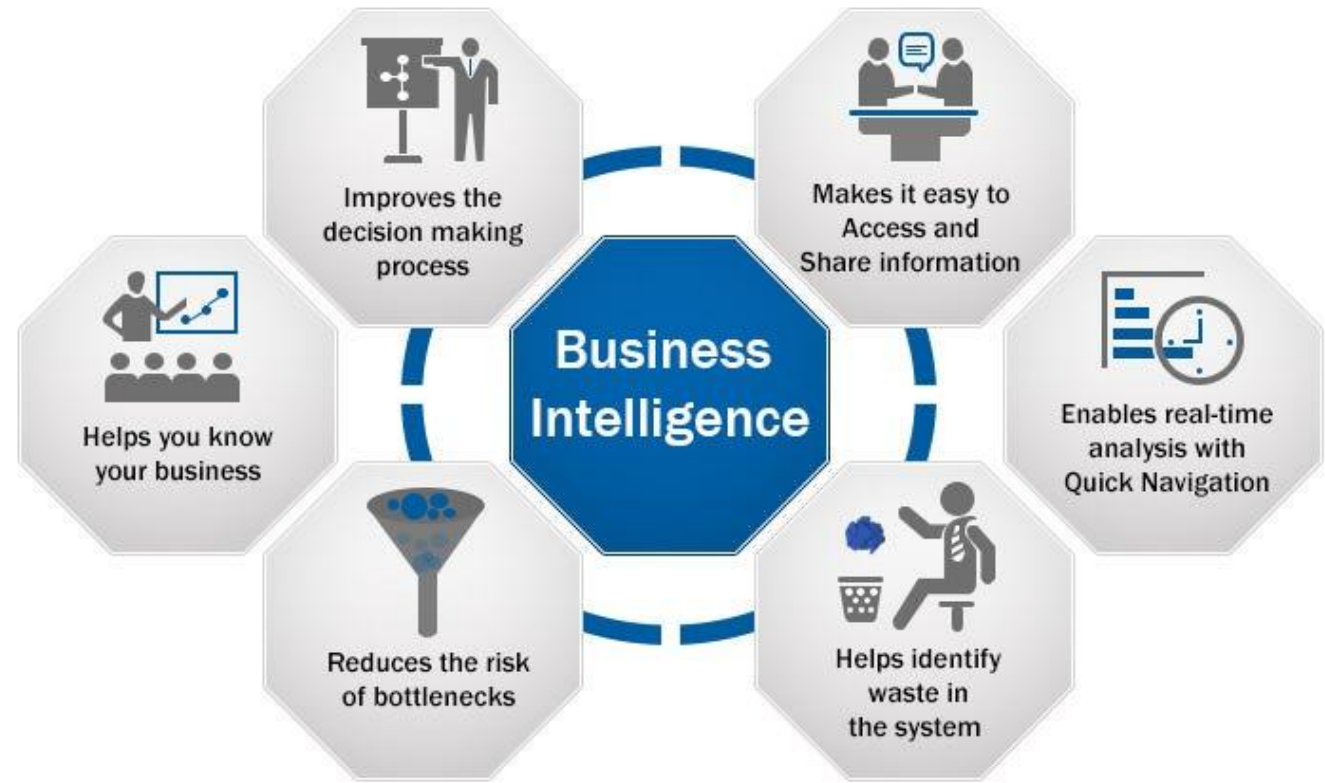 Improves the
decision making
process
Makes it easy to
Access and
Share information
Helps you know
your business
Business
Intelligence
Enables real-time
analysis with
Quick Navigation
Reduces the risk
of bottlenecks
Helps identify
waste in
the system